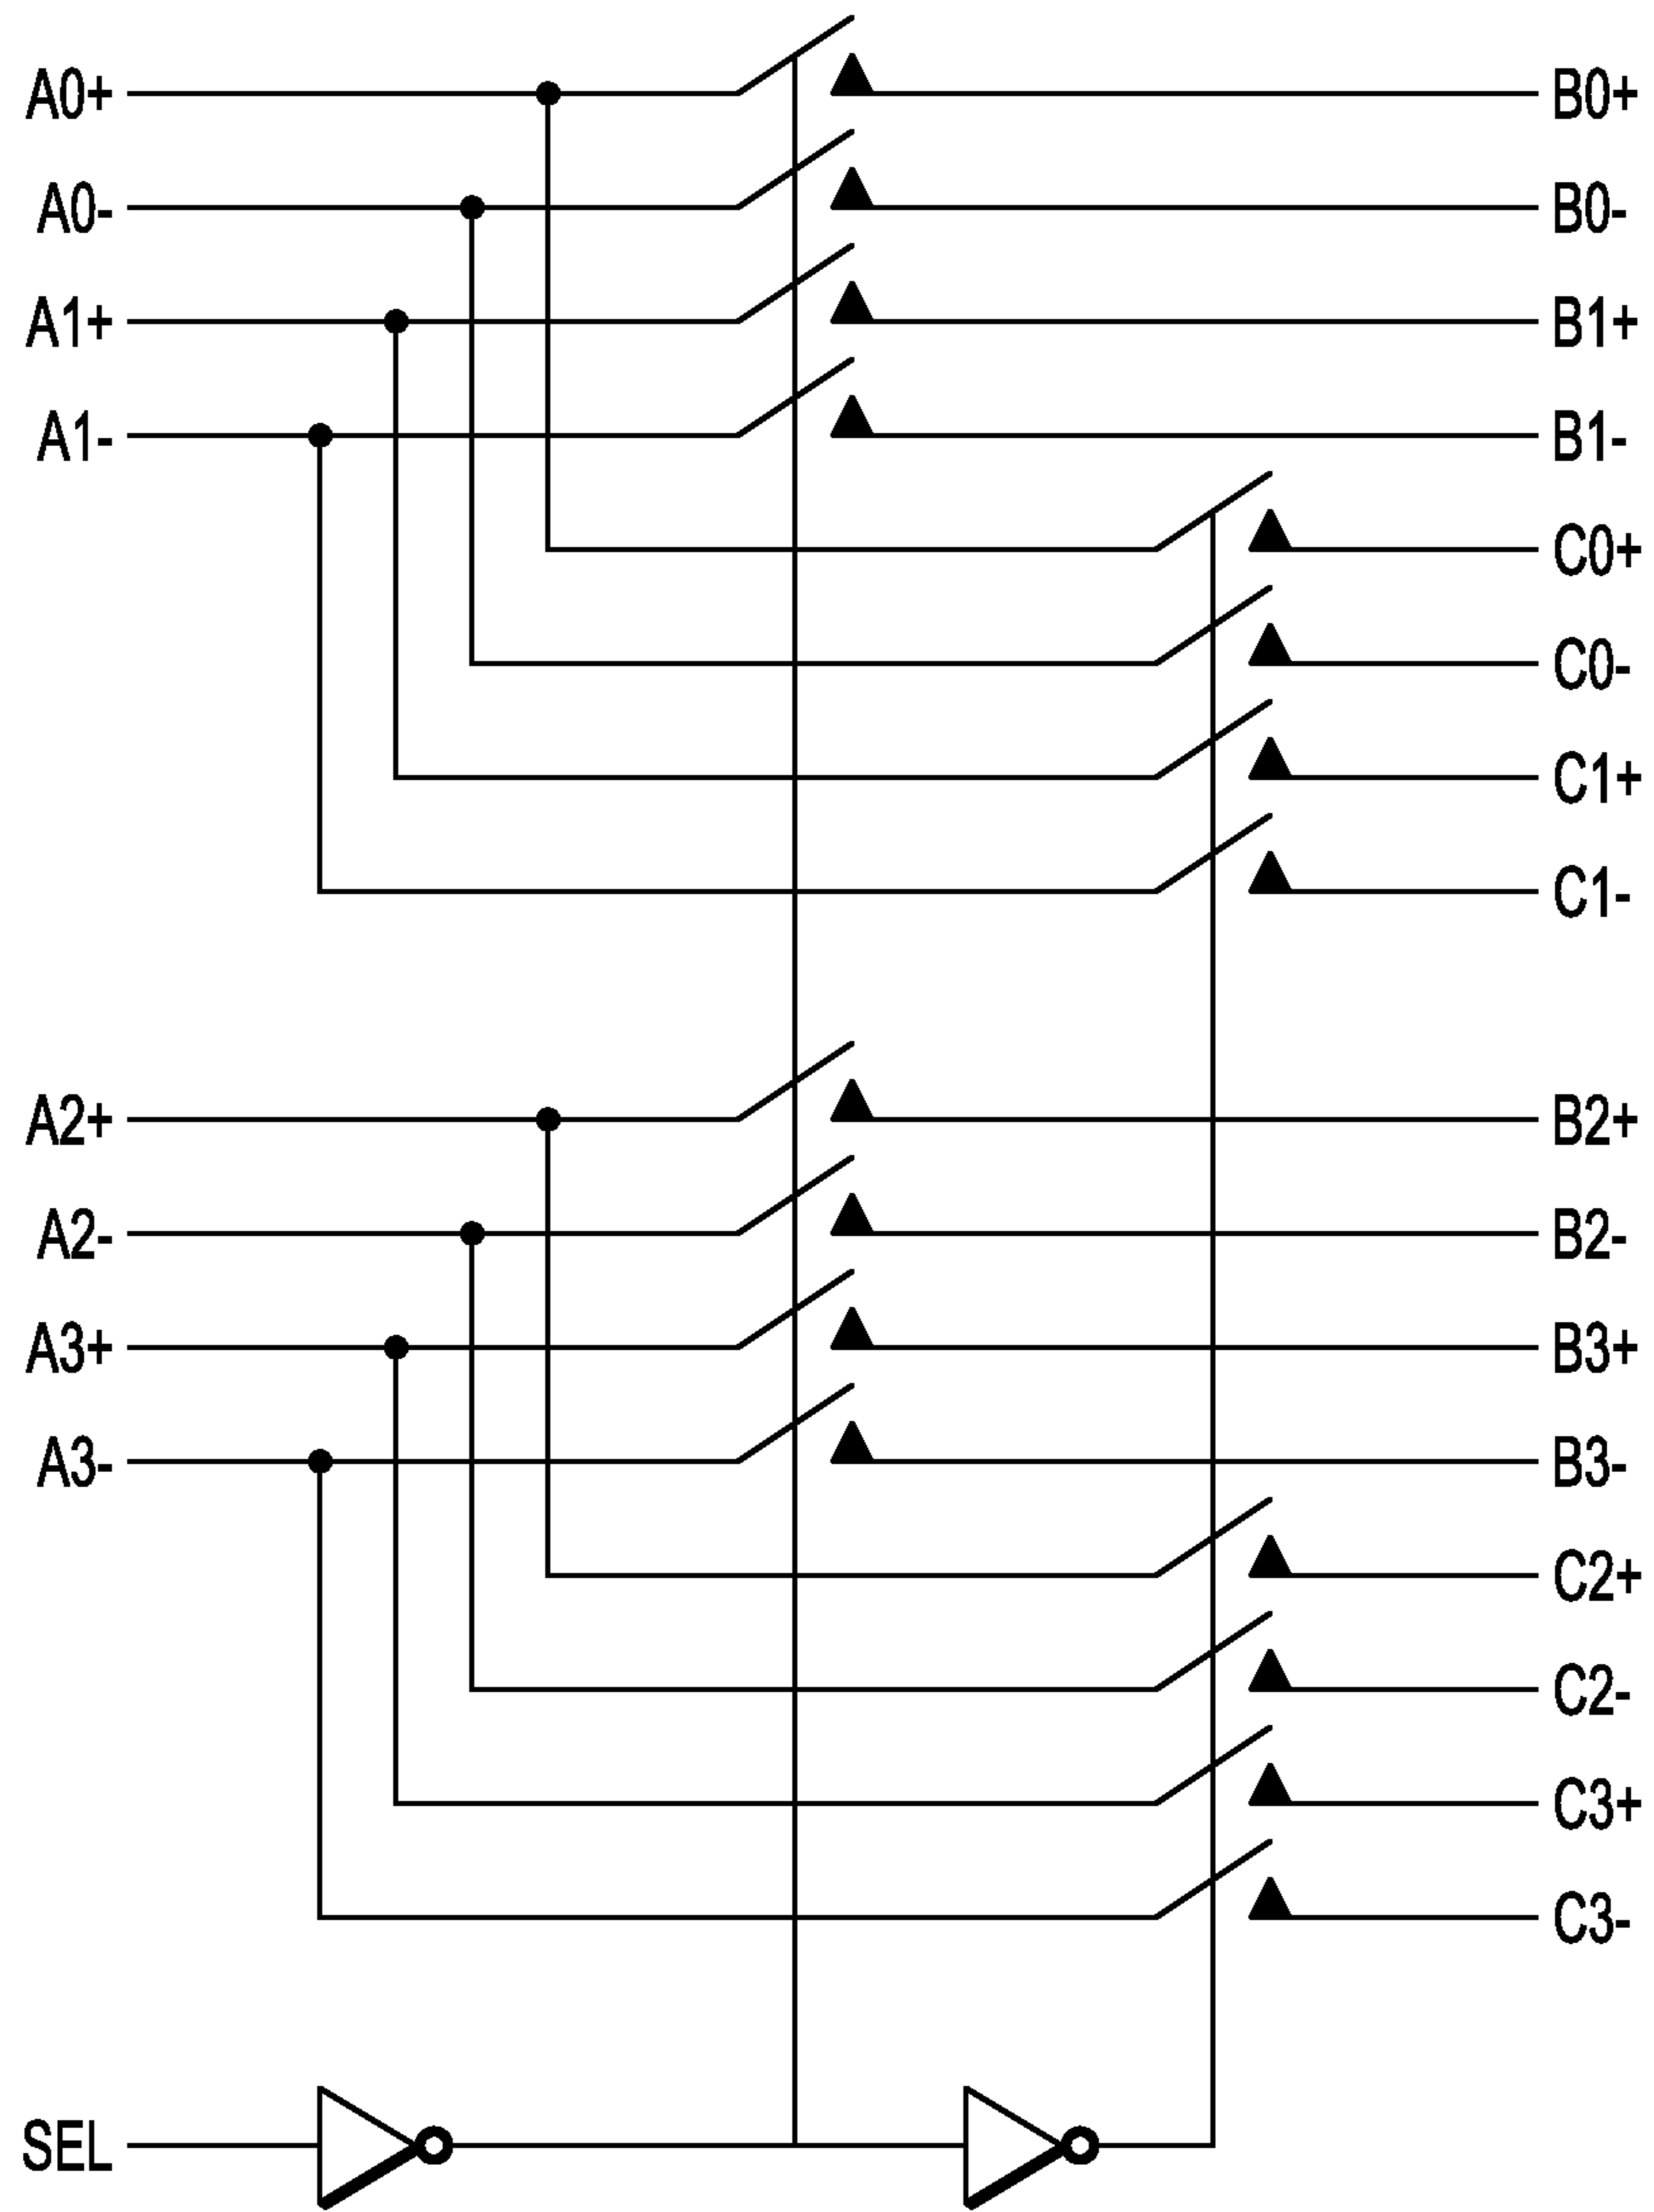 A0+ B0+
A0- B0-
A1+ B1+
A1- B1-
C0+
C0-
C1+
C1-
A2+ B2+
A2- B2-
A3+ B3+
A3- B3-
C2+
C2-
C3+
C3-
SEL